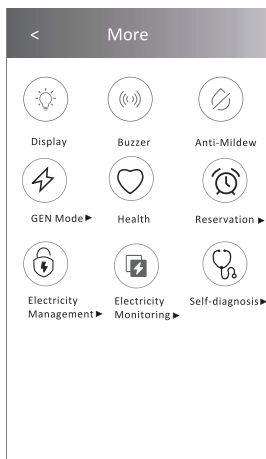 < More
Display Buzzer Anti-Mildew
GEN Mode► Health Reservation ►
Electricity Electricity Self-diagnosis►
Management► Monitoring ►